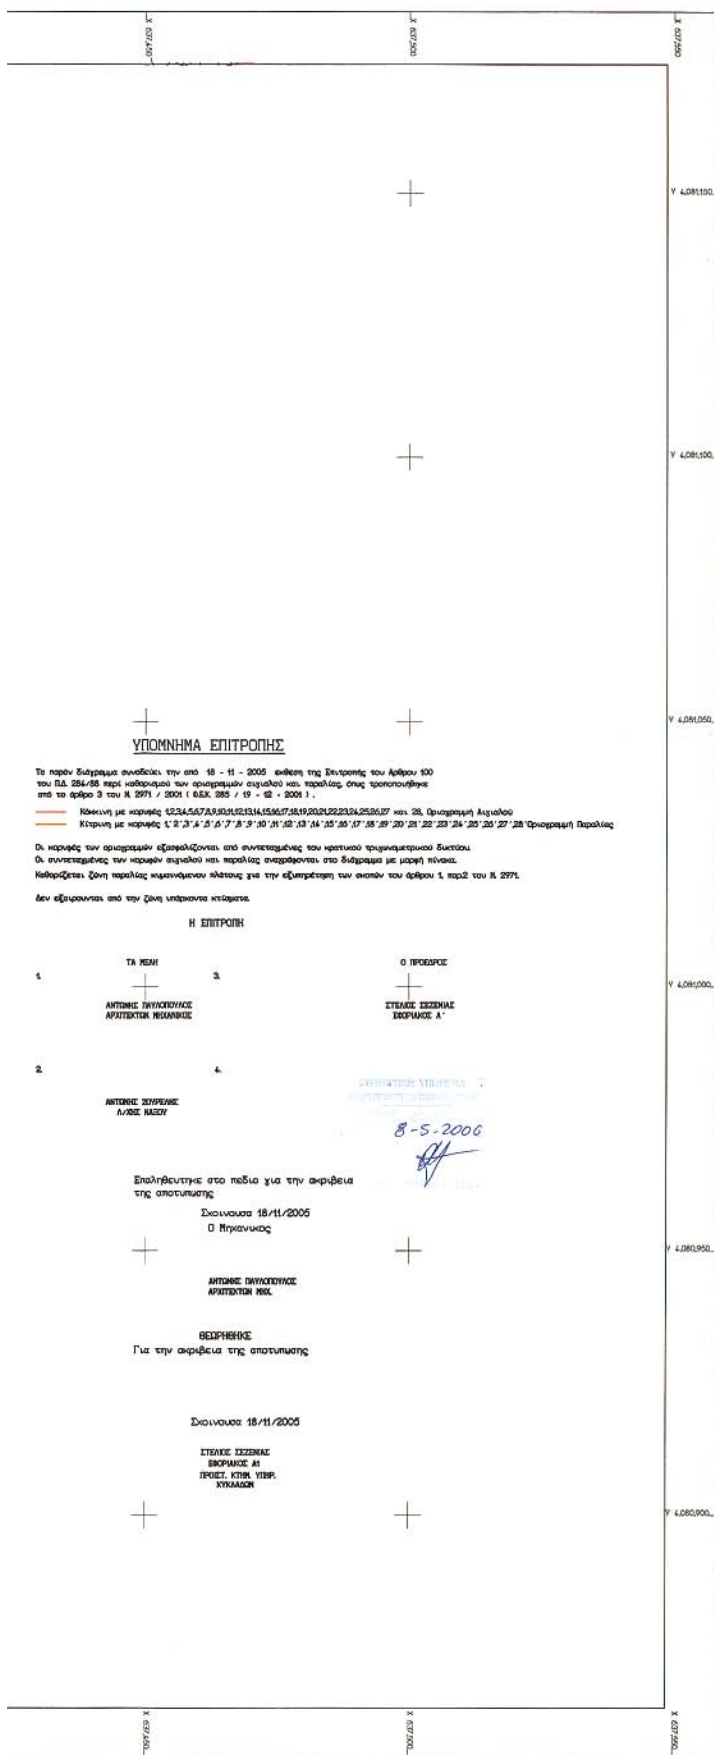 X 637,450
X 637,500
X 637,550
Y 4,081,100
Y 4,081,100
Y 4,081,050
ΥΠΟΜΝΗΜΑ ΕΠΙΤΡΟΠΗΣ
Το παρόν διάγραμμα συνοδεύει την από 18 - 11 - 2005 έκθεση της Επιτροπής του Αρθρου 100
του Π.Δ. 284/88 περί καθορισμού των οριογραμμών αιγιαλού και παραλίας, όπως τροποποιήθηκε
από το άρθρο 3 του Ν. 2971 / 2001 ( Φ.Ε.Κ. 285 / 19 - 12 - 2001 ) .
Κόκκινη με κορυφές 1,2,3,4,5,6,7,8,9,10,11,12,13,14,15,16,17,18,19,20,21,22,23,24,25,26,27 και 28, Οριογραμμή Αιγιαλού
Κίτρινη με κορυφές 1',2',3',4',5',6',7',8',9',10',11',12',13',14',15',16',17',18',19',20',21',22',23',24',25',26',27',28' Οριογραμμή Παραλίας
Οι κορυφές των οριογραμμών εξασφαλίζονται από συντεταγμένες του κρατικού τριγωνομετρικού δικτύου.
Οι συντεταγμένες των κορυφών αιγιαλού και παραλίας αναγράφονται στο διάγραμμα με μορφή πίνακα.
Καθορίζεται ζώνη παραλίας κυμαινόμενου πλάτους για την εξυπηρέτηση των σκοπών του άρθρου 1, παρ.2 του Ν. 2971.
Δεν εξαιρούνται από την ζώνη υπάρχοντα κτίσματα.
Η ΕΠΙΤΡΟΠΗ
ΤΑ ΜΕΛΗ
Ο ΠΡΟΕΔΡΟΣ
1.
3.
Y 4,081,000
ΑΝΤΩΝΗΣ ΠΑΥΛΟΠΟΥΛΟΣ
ΑΡΧΙΤΕΚΤΩΝ ΜΗΧΑΝΙΚΟΣ
ΣΤΕΛΙΟΣ ΣΕΖΕΝΙΑΣ
ΕΦΟΡΙΑΚΟΣ Α'
2.
4.
ΑΝΤΩΝΗΣ ΖΟΥΡΕΛΗΣ
Λ/ΧΗΣ ΝΑΞΟΥ
8-5-2006
Επαληθευτηκε στο πεδιο για την ακριβεια
της αποτυπωσης
Σχοινουσα 18/11/2005
Ο Μηχανικος
Y 4,080,950
ΑΝΤΩΝΗΣ ΠΑΥΛΟΠΟΥΛΟΣ
ΑΡΧΙΤΕΚΤΩΝ ΜΗΧ.
ΘΕΩΡΗΘΗΚΕ
Για την ακριβεια της αποτυπωσης
Σχοινουσα 18/11/2005
ΣΤΕΛΙΟΣ ΣΕΖΕΝΙΑΣ
ΕΦΟΡΙΑΚΟΣ Α1
ΠΡΟΙΣΤ. ΚΤΗΜ. ΥΠΗΡ.
ΚΥΚΛΑΔΩΝ
Y 4,080,900
X 637,450
X 637,500
X 637,550